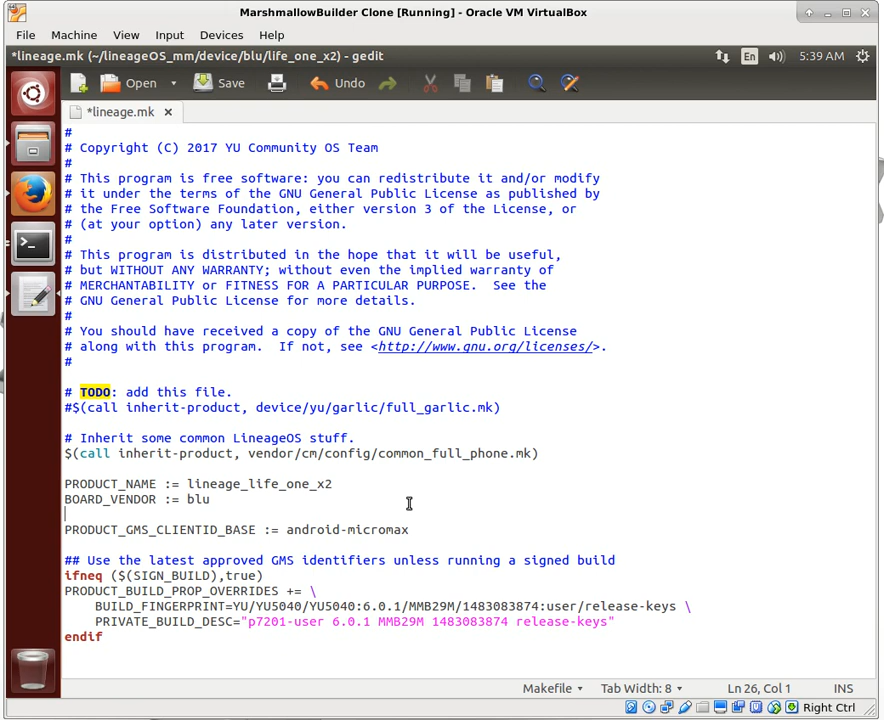 MarshmallowBuilder Clone [Running] - Oracle VM VirtualBox
File Machine View Input Devices Help
*lineage.mk (~/lineageOS_mm/device/blu/life_one_x2) - gedit
En 5:39 AM
Open Save Undo
*lineage.mk ×
#
# Copyright (C) 2017 YU Community OS Team
#
# This program is free software: you can redistribute it and/or modify
# it under the terms of the GNU General Public License as published by
# the Free Software Foundation, either version 3 of the License, or
# (at your option) any later version.
#
# This program is distributed in the hope that it will be useful,
# but WITHOUT ANY WARRANTY; without even the implied warranty of
# MERCHANTABILITY or FITNESS FOR A PARTICULAR PURPOSE.  See the
# GNU General Public License for more details.
#
# You should have received a copy of the GNU General Public License
# along with this program.  If not, see <http://www.gnu.org/licenses/>.
#
# TODO: add this file.
#$(call inherit-product, device/yu/garlic/full_garlic.mk)
# Inherit some common LineageOS stuff.
$(call inherit-product, vendor/cm/config/common_full_phone.mk)
PRODUCT_NAME := lineage_life_one_x2
BOARD_VENDOR := blu
PRODUCT_GMS_CLIENTID_BASE := android-micromax
## Use the latest approved GMS identifiers unless running a signed build
ifneq ($(SIGN_BUILD),true)
PRODUCT_BUILD_PROP_OVERRIDES += \
BUILD_FINGERPRINT=YU/YU5040/YU5040:6.0.1/MMB29M/1483083874:user/release-keys \
PRIVATE_BUILD_DESC="p7201-user 6.0.1 MMB29M 1483083874 release-keys"
endif
Makefile Tab Width: 8 Ln 26, Col 1 INS
Right Ctrl